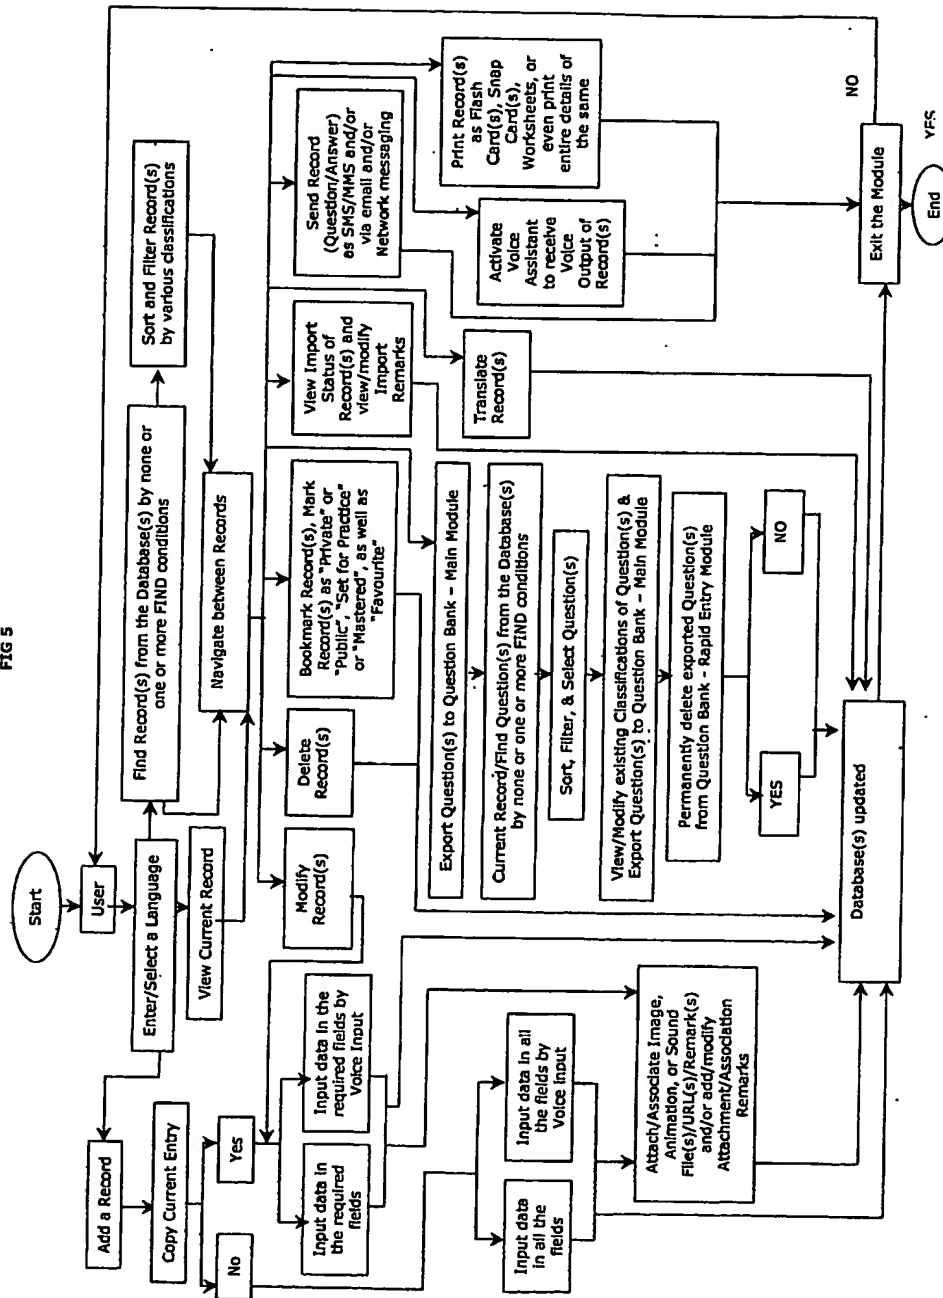 FIG 5
Start
User
Enter/Select a Language
View Current Record
Add a Record
Copy Current Entry
Yes
No
Find Record(s) from the Database(s) by none or
one or more FIND conditions
Sort and Filter Record(s)
by various classifications
Navigate between Records
Modify
Record(s)
Delete
Record(s)
Bookmark Record(s), Mark
Record(s) as "Private" or
"Public", "Set for Practice"
or "Mastered", as well as
"Favourite"
View Import
Status of
Record(s) and
view/modify
Import
Remarks
Send Record
(Question/Answer)
as SMS/MMS and/or
via email and/or
Network messaging
Input data in
the required
fields
Input data in the
required fields by
Voice Input
Export Question(s) to Question Bank – Main Module
Translate
Record(s)
Activate
Voice
Assistant
to receive
Voice
Output of
Record(s)
Print Record(s)
as Flash
Card(s), Snap
Card(s),
Worksheets, or
even print
entire details of
the same
Current Record/Find Question(s) from the Database(s)
by none or one or more FIND conditions
Sort, Filter, & Select Question(s)
View/Modify existing Classifications of Question(s) &
Export Question(s) to Question Bank – Main Module
Permanently delete exported Question(s)
from Question Bank - Rapid Entry Module
YES
NO
Input data
in all the
fields
Input data in all
the fields by
Voice input
Attach/Associate Image,
Animation, or Sound
File(s)/URL(s)/Remark(s)
and/or add/modify
Attachment/Association
Remarks
Database(s) updated
Exit the Module
NO
YES
End